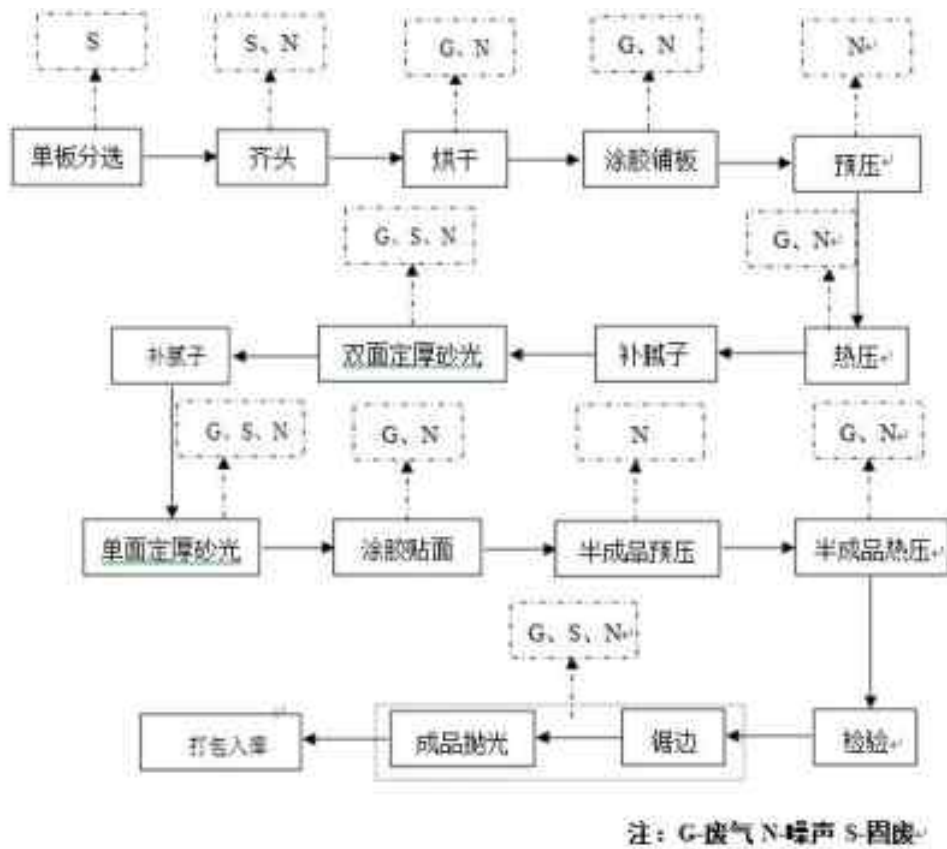 S
S、N
G、N
G、N
N
单板分选
齐头
烘干
涂胶铺板
预压
G、S、N
G、N
补腻子
双面定厚砂光
补腻子
热压
G、S、N
G、N
N
G、N
单面定厚砂光
涂胶贴面
半成品预压
半成品热压
G、S、N
打包入库
成品抛光
锯边
检验
注：G-废气 N-噪声 S-固废